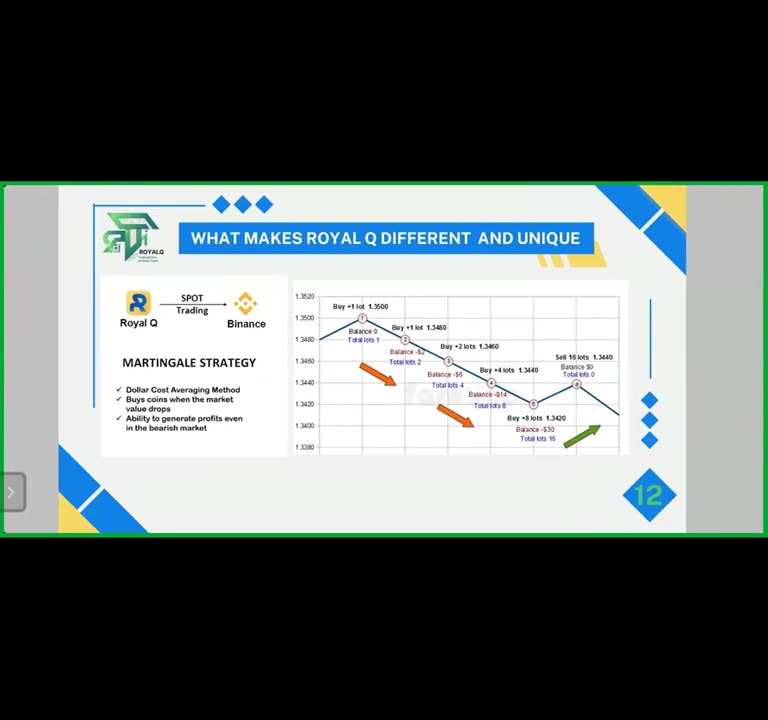 ROYALQ
WHAT MAKES ROYAL Q DIFFERENT AND UNIQUE
SPOT
Trading
Royal Q
Binance
MARTINGALE STRATEGY
✓ Dollar Cost Averaging Method
✓ Buys coins when the market
value drops
✓ Ability to generate profits even
in the bearish market
1.3520
1.3500
1.3480
1.3460
1.3440
1.3420
1.3400
1.3380
Buy +1 lot 1.3500
1
Balance 0
Total lots 1
Buy +1 lot 1.3480
2
Balance -$2
Total lots 2
Buy +2 lots 1.3460
3
Balance -$6
Total lots 4
Buy +4 lots 1.3440
4
Balance -$14
Total lots 8
5
Buy +8 lots 1.3420
Balance -$30
Total lots 16
Sell 16 lots 1.3440
Balance $0
Total lots 0
6
12